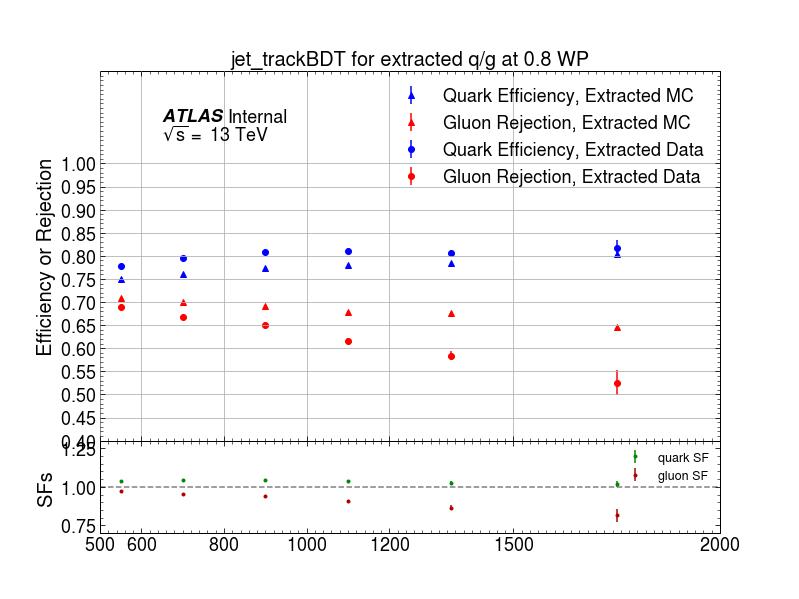 jet_trackBDT for extracted q/g at 0.8 WP
ATLAS Internal
√s = 13 TeV
Quark Efficiency, Extracted MC
Gluon Rejection, Extracted MC
Quark Efficiency, Extracted Data
Gluon Rejection, Extracted Data
Efficiency or Rejection
1.00
0.95
0.90
0.85
0.80
0.75
0.70
0.65
0.60
0.55
0.50
0.45
0.40
SFs
1.25
1.00
0.75
quark SF
gluon SF
500 600 800 1000 1200 1500 2000